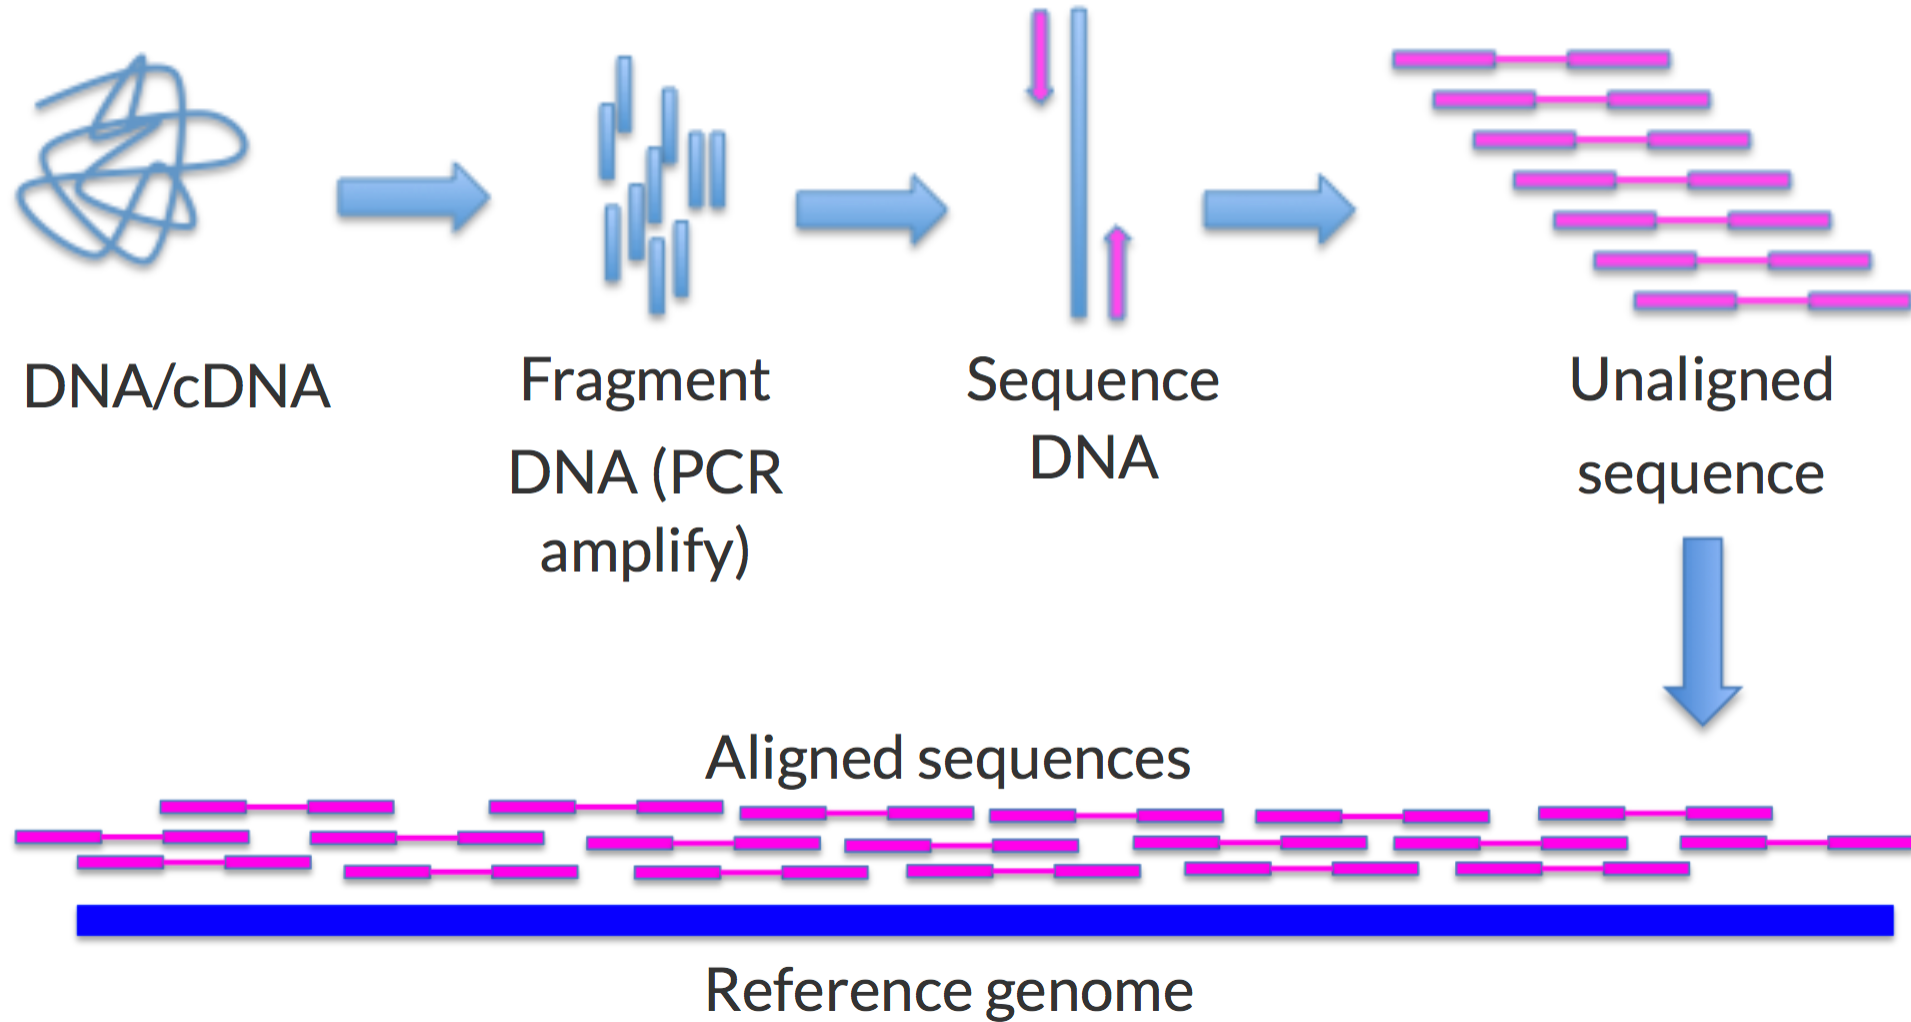 DNA/cDNA
Fragment
DNA (PCR
amplify)
Sequence
DNA
Unaligned
sequence
Aligned sequences
Reference genome